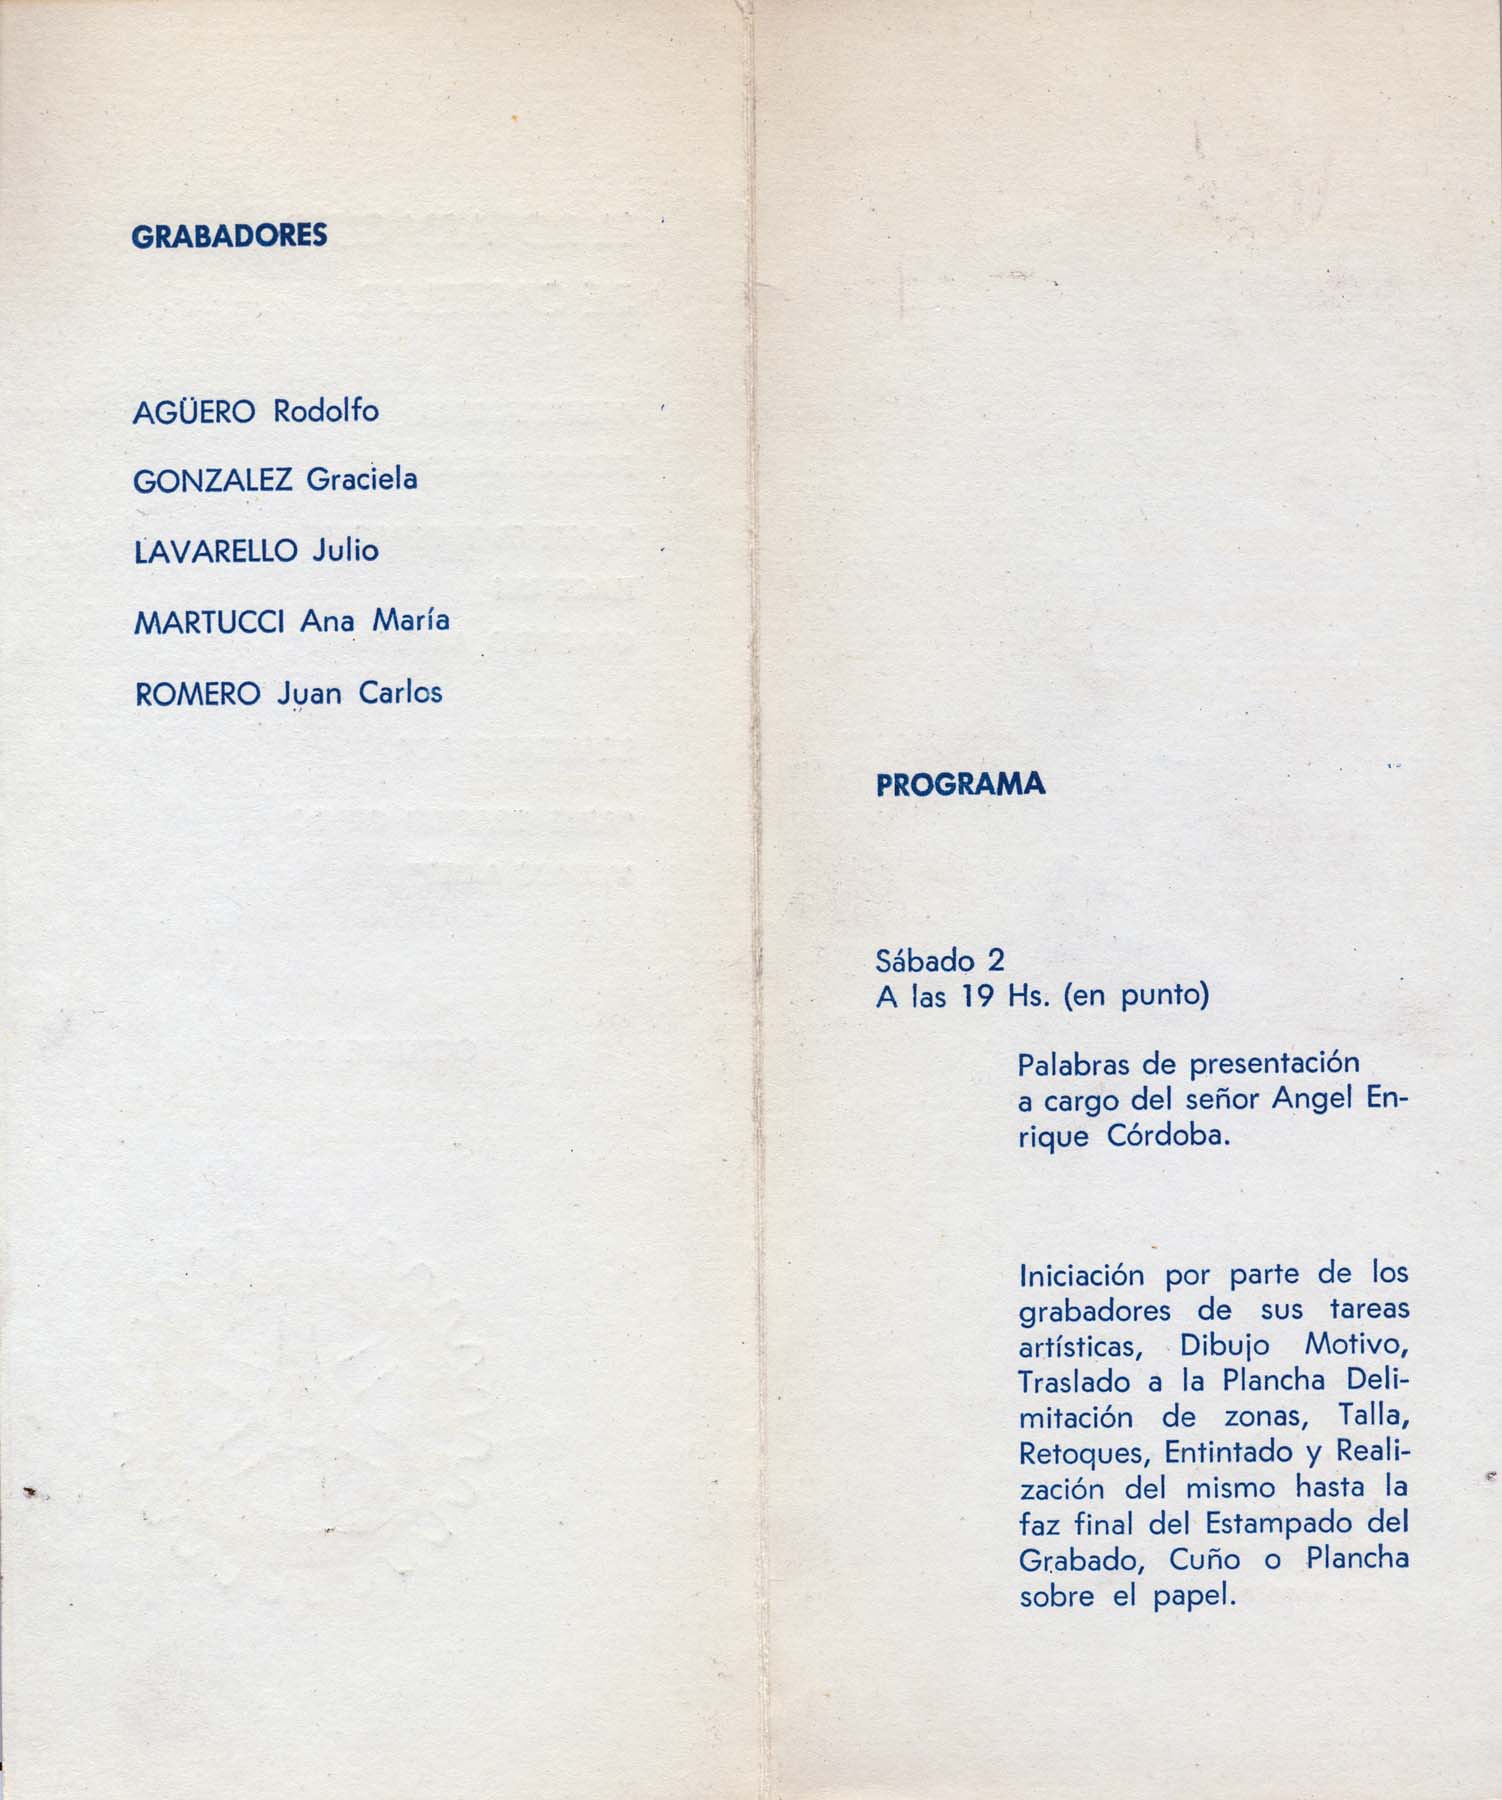 GRABADORES
AGÜERO Rodolfo
GONZALEZ Graciela
LAVARELLO Julio
MARTUCCI Ana María
ROMERO Juan Carlos
PROGRAMA
Sábado 2
A las 19 Hs. (en punto)
Palabras de presentación
a cargo del señor Angel En-
rique Córdoba.
Iniciación por parte de los
grabadores de sus tareas
artísticas, Dibujo Motivo,
Traslado a la Plancha Deli-
mitación de zonas, Talla,
Retoques, Entintado y Reali-
zación del mismo hasta la
faz final del Estampado del
Grabado, Cuño o Plancha
sobre el papel.